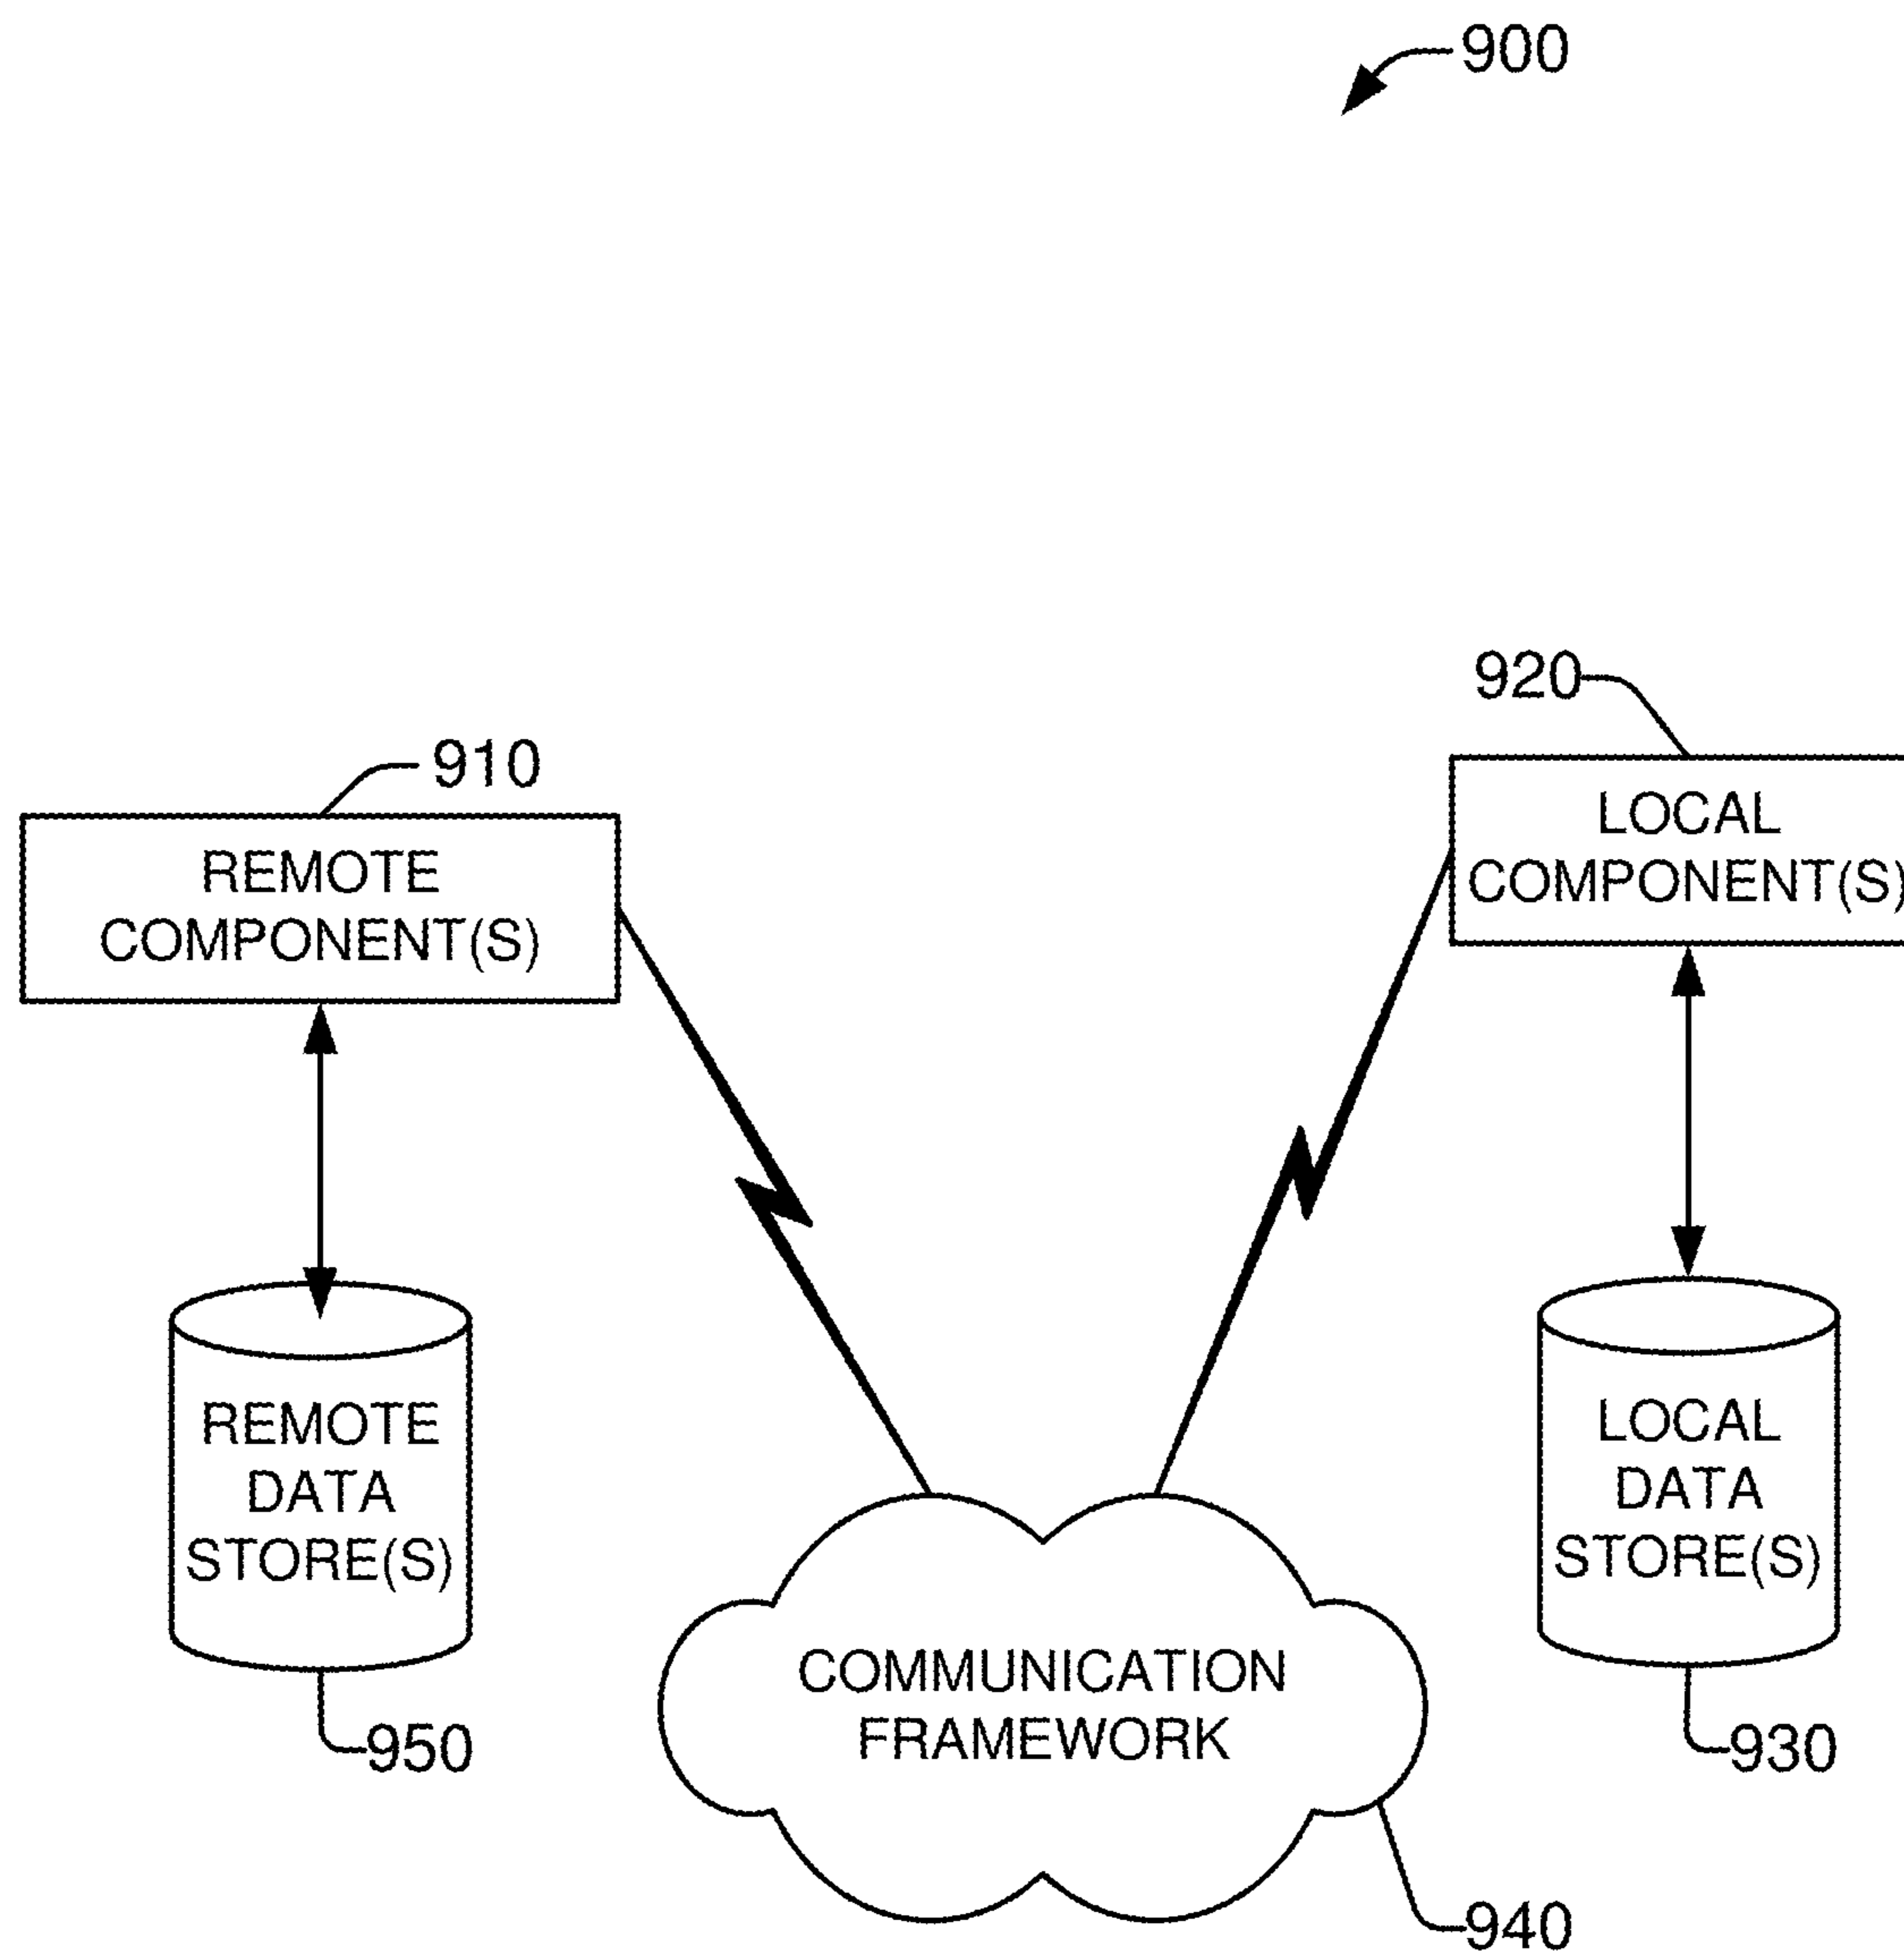 900
920
910
LOCAL
COMPONENT(S)
REMOTE
COMPONENT(S)
REMOTE
DATA
STORE(S)
LOCAL
DATA
STORE(S)
COMMUNICATION
FRAMEWORK
950
930
940